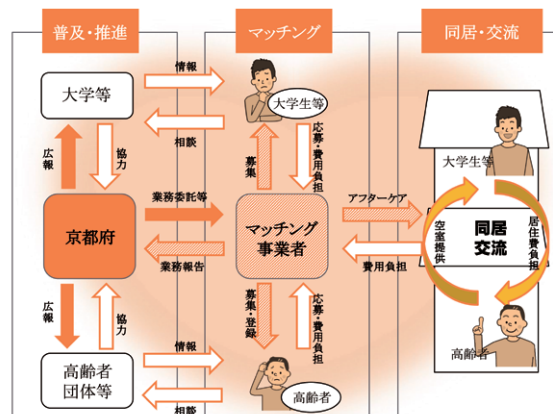 普及・推進
マッチング
同居・交流
大学等
情報
相談
大学生等
広報
協力
募集
応募・費用負担
京都府
業務委託等
業務報告
マッチング
事業者
アフターケア
費用負担
大学生等
空室提供
同居
交流
居住費負担
高齢者
広報
協力
募集・登録
応募・費用負担
高齢者
団体等
情報
相談
高齢者